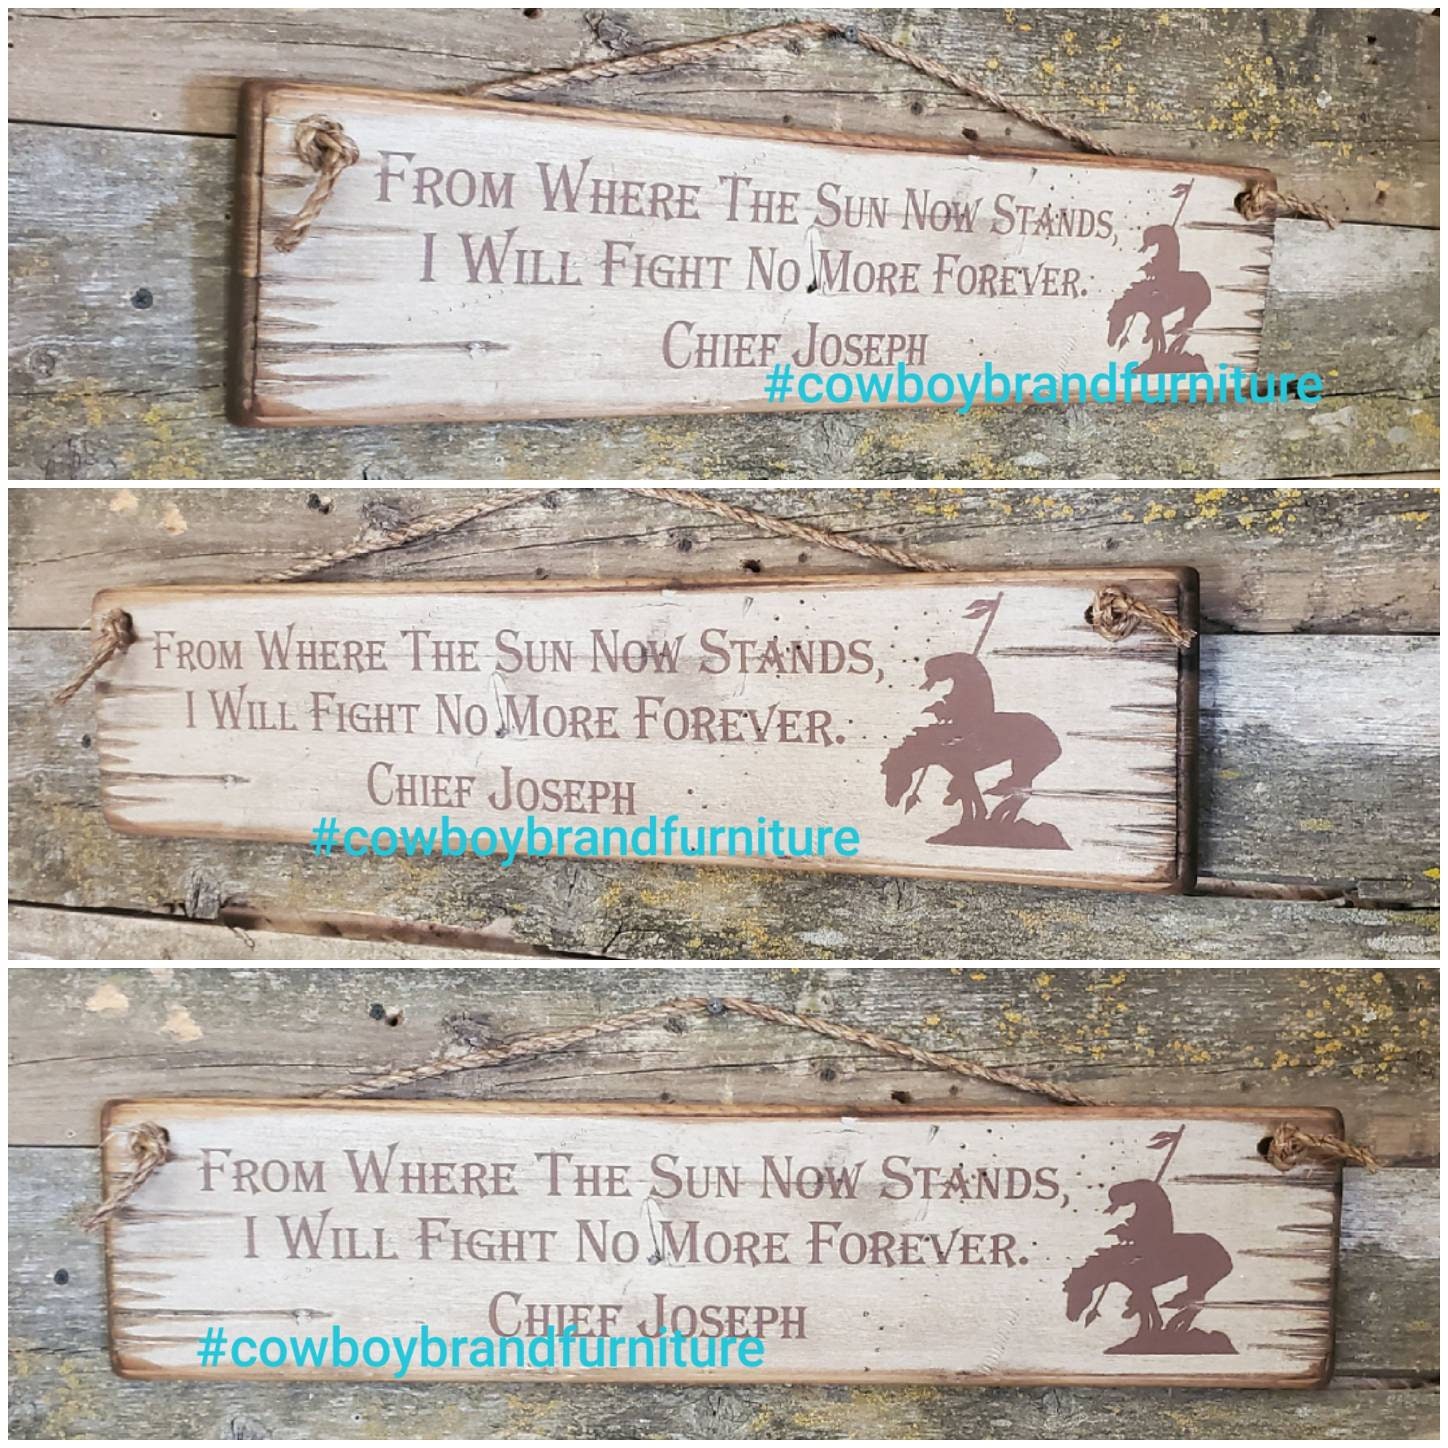 From Where The Sun Now Stands,
I Will Fight No More Forever.
Chief Joseph
#cowboybrandfurniture
From Where The Sun Now Stands,
I Will Fight No More Forever.
Chief Joseph
#cowboybrandfurniture
From Where The Sun Now Stands,
I Will Fight No More Forever.
Chief Joseph
#cowboybrandfurniture